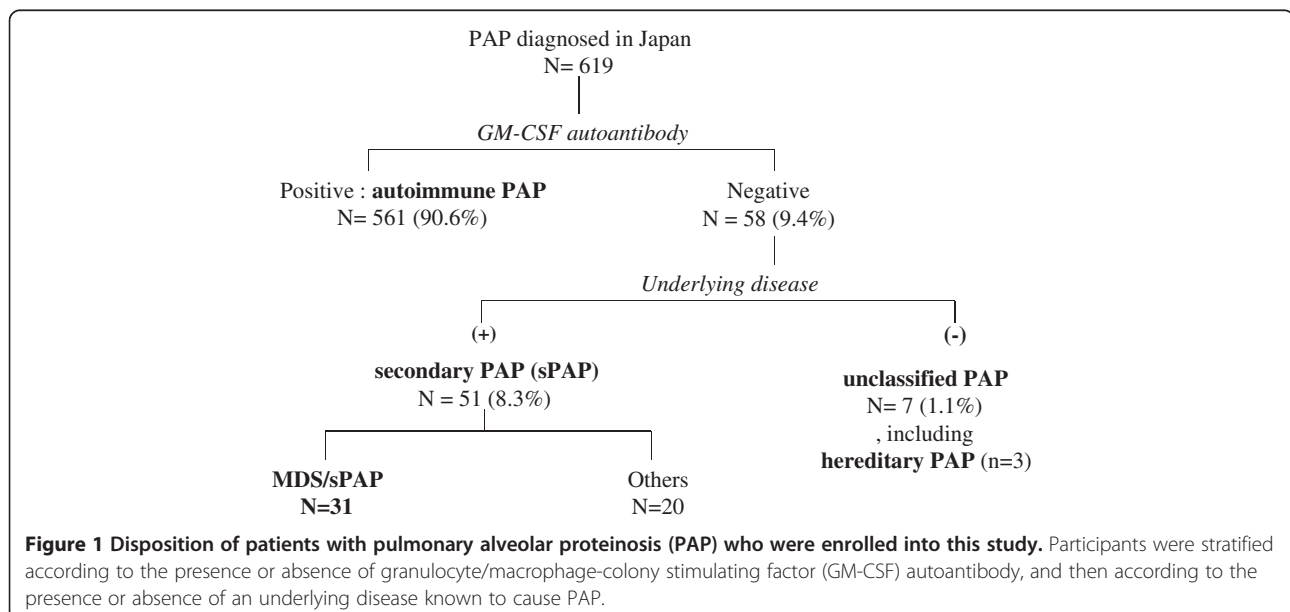 PAP diagnosed in Japan
N= 619
GM-CSF autoantibody
Positive : autoimmune PAP
N= 561 (90.6%)
Negative
N = 58 (9.4%)
Underlying disease
(+)
secondary PAP (sPAP)
N = 51 (8.3%)
(-)
unclassified PAP
N= 7 (1.1%)
, including
hereditary PAP (n=3)
MDS/sPAP
N=31
Others
N=20
Figure 1 Disposition of patients with pulmonary alveolar proteinosis (PAP) who were enrolled into this study. Participants were stratified
according to the presence or absence of granulocyte/macrophage-colony stimulating factor (GM-CSF) autoantibody, and then according to the
presence or absence of an underlying disease known to cause PAP.